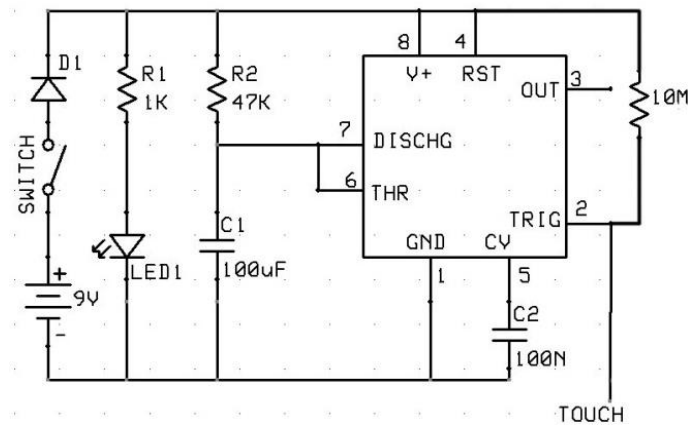 D1
R1
1K
R2
47K
8
4
V+
RST
OUT
3
10M
7
DISCHG
6
THR
SWITCH
2
TRIG
GND
CV
C1
100uF
LED1
1
5
+
9V
-
C2
100N
TOUCH